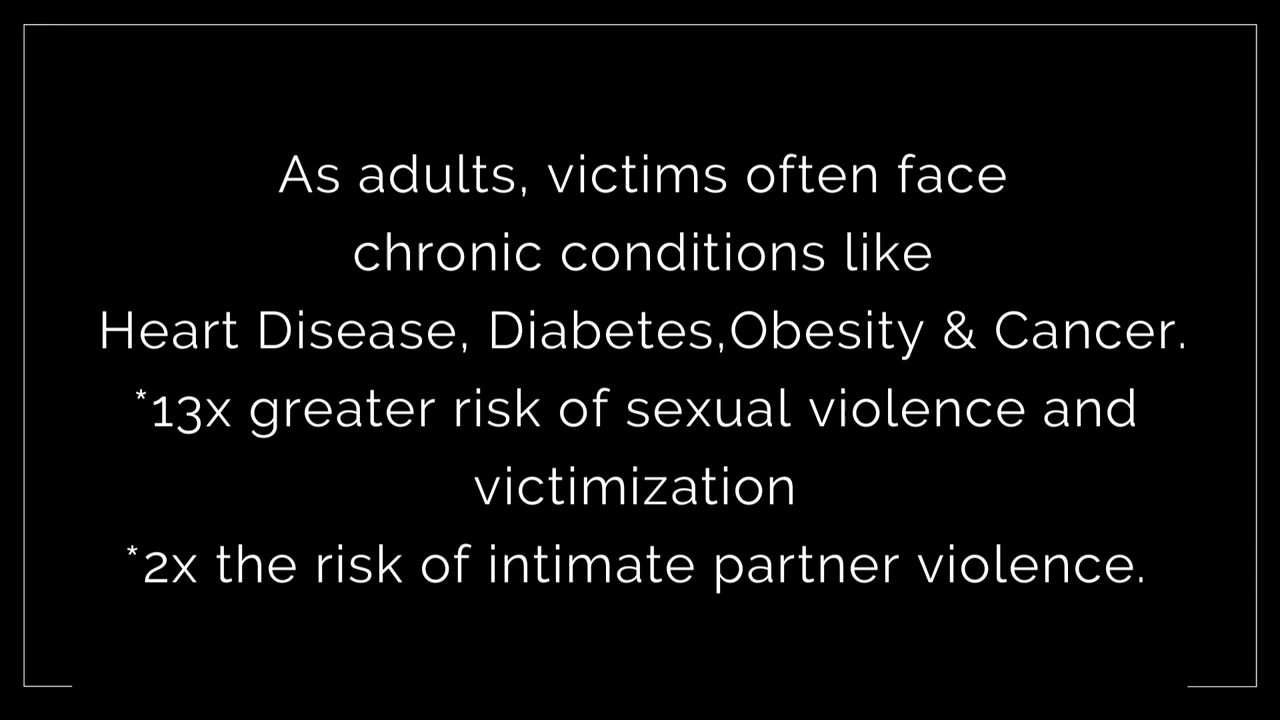 As adults, victims often face
chronic conditions like
Heart Disease, Diabetes,Obesity & Cancer.
*13x greater risk of sexual violence and
victimization
*2x the risk of intimate partner violence.